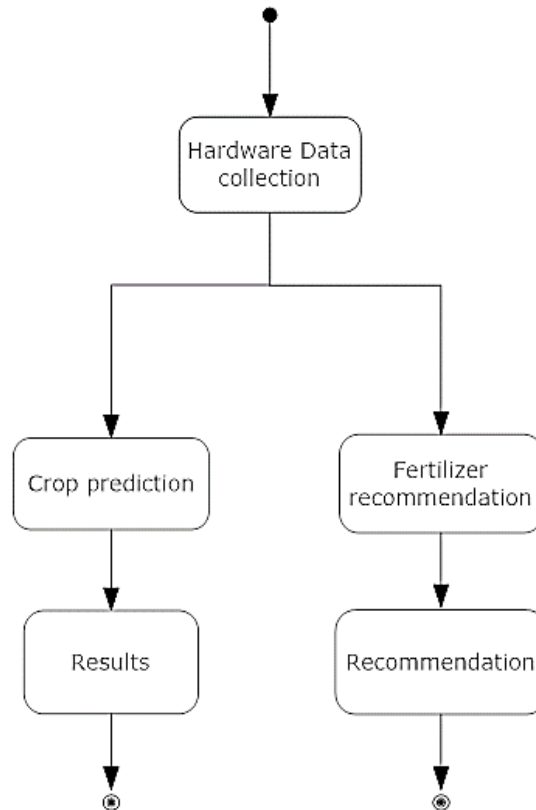 Hardware Data
collection
Crop prediction
Fertilizer
recommendation
Results
Recommendation